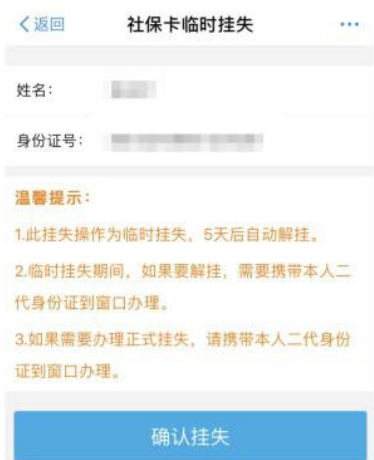 返回 社保卡临时挂失 ...
姓名：
身份证号：
温馨提示：
1.此挂失操作为临时挂失，5天后自动解挂。
2.临时挂失期间，如果要解挂，需要携带本人二
代身份证到窗口办理。
3.如果需要办理正式挂失，请携带本人二代身份
证到窗口办理。
确认挂失